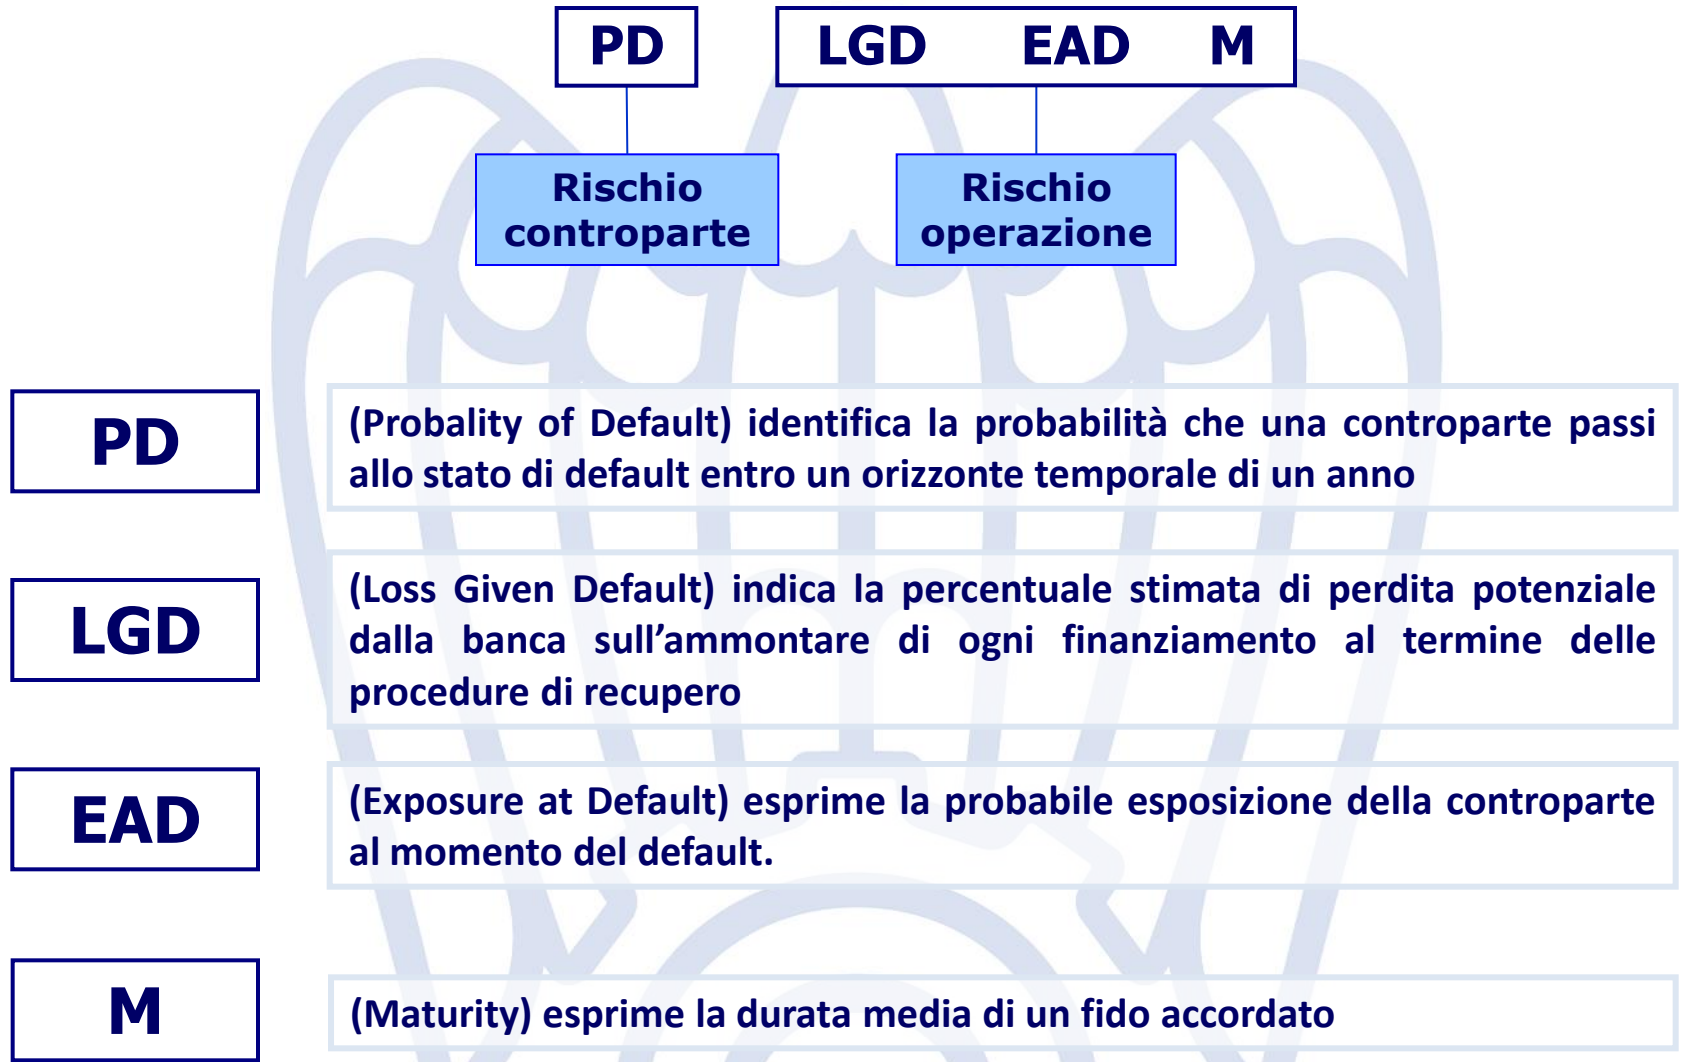 PD LGD EAD M
Rischio
controparte
Rischio
operazione
PD
(Probality of Default) identifica la probabilità che una controparte passi
allo stato di default entro un orizzonte temporale di un anno
LGD
(Loss Given Default) indica la percentuale stimata di perdita potenziale
dalla banca sull’ammontare di ogni finanziamento al termine delle
procedure di recupero
EAD
(Exposure at Default) esprime la probabile esposizione della controparte
al momento del default.
M
(Maturity) esprime la durata media di un fido accordato